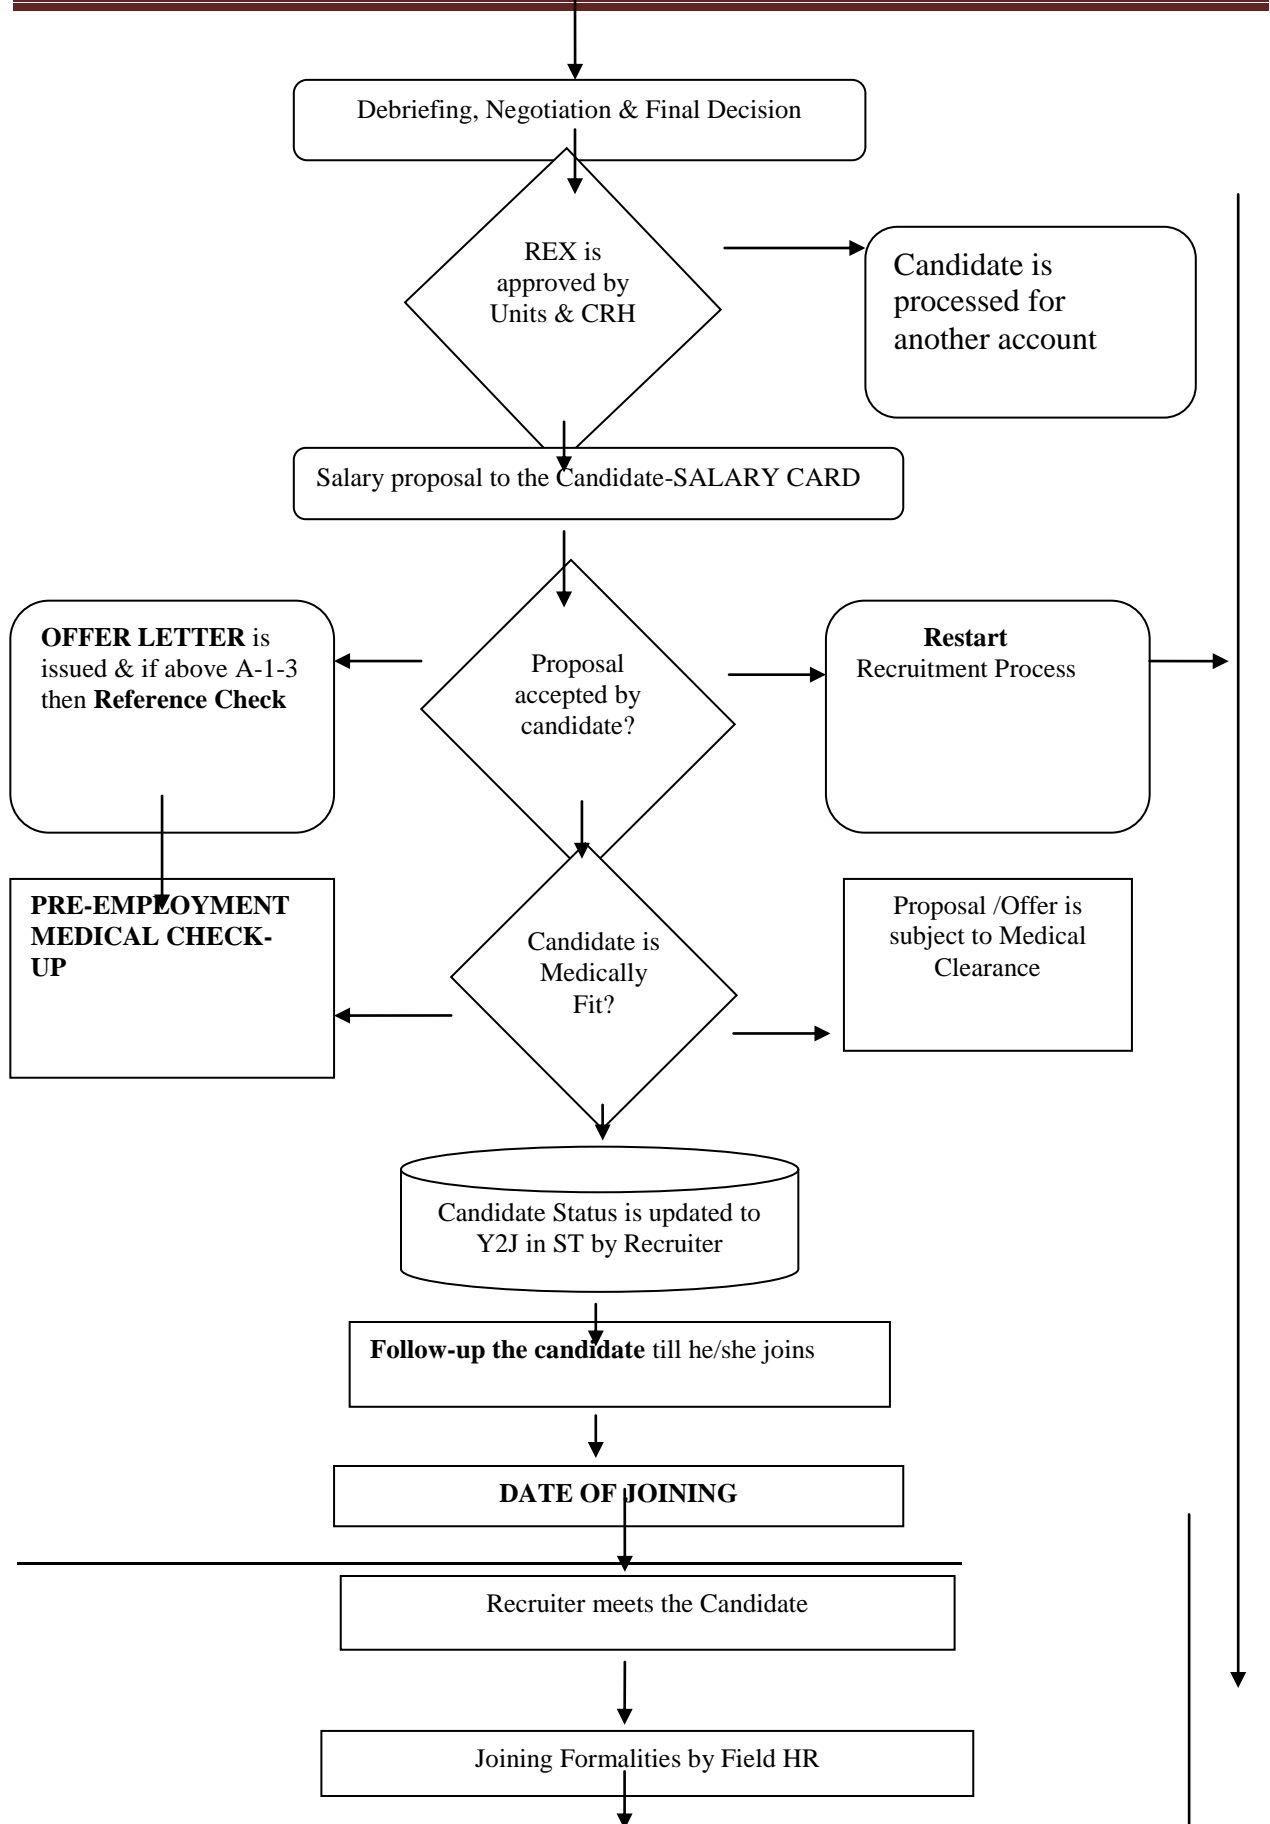 Debriefing, Negotiation & Final Decision
REX is
approved by
Units & CRH
Candidate is
processed for
another account
Salary proposal to the Candidate-SALARY CARD
OFFER LETTER is
issued & if above A-1-3
then Reference Check
Proposal
accepted by
candidate?
Restart
Recruitment Process
PRE-EMPLOYMENT
MEDICAL CHECK-
UP
Candidate is
Medically
Fit?
Proposal /Offer is
subject to Medical
Clearance
Candidate Status is updated to
Y2J in ST by Recruiter
Follow-up the candidate till he/she joins
DATE OF JOINING
Recruiter meets the Candidate
Joining Formalities by Field HR